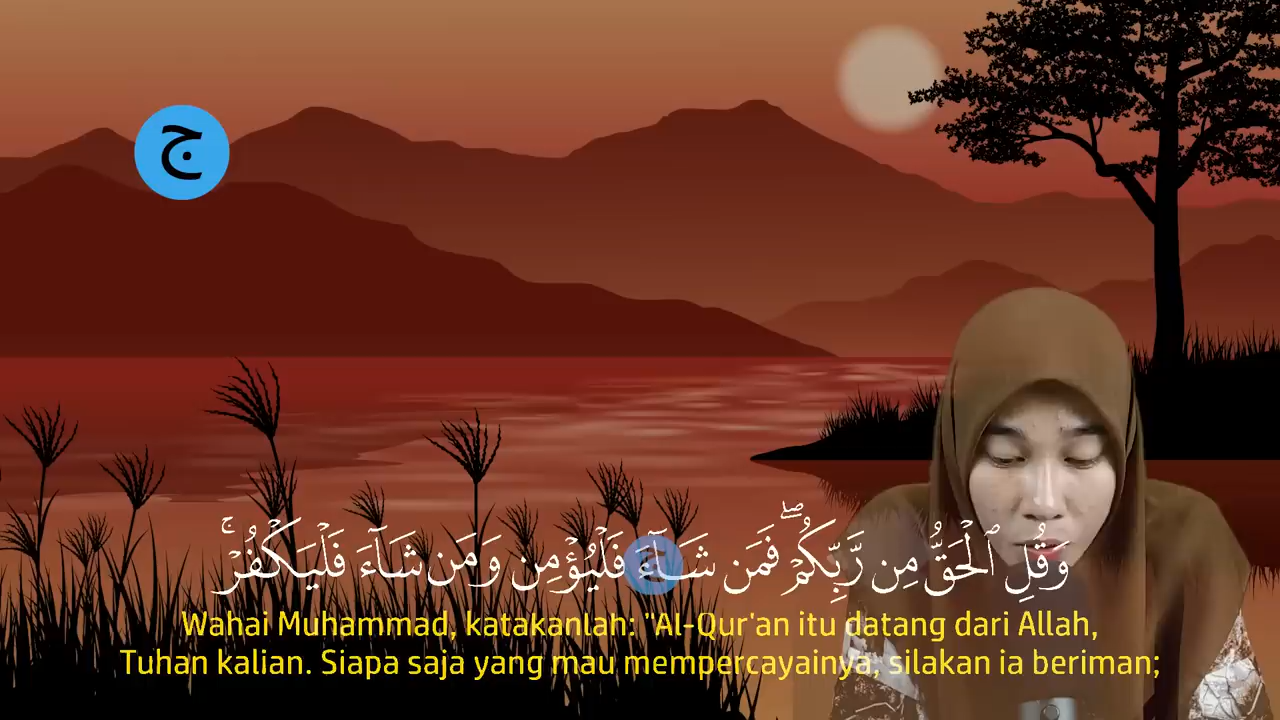 ج
وَقُلِ ٱلْحَقُّ مِن رَّبِّكُمْ ۖ فَمَن شَآءَ فَلْيُؤْمِن وَمَن شَآءَ فَلْيَكْفُرْ ۚ
Wahai Muhammad, katakanlah: "Al-Qur'an itu datang dari Allah,
Tuhan kalian. Siapa saja yang mau mempercayainya, silakan ia beriman;